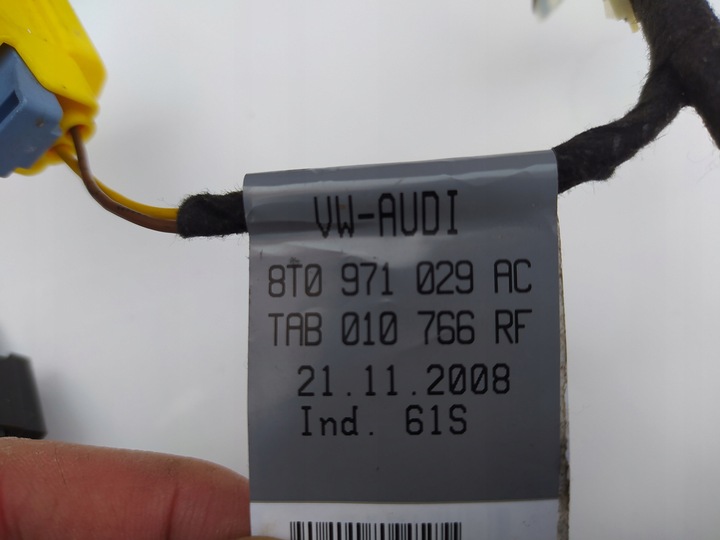 VW-AUDI
8T0 971 029 AC
TAB 010 766 RF
21.11.2008
Ind. 61S